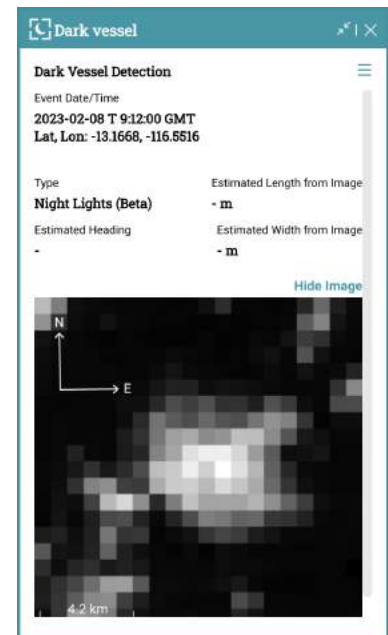 Dark vessel
Dark Vessel Detection
Event Date/Time
2023-02-08 T 9:12:00 GMT
Lat, Lon: -13.1668, -116.5516
Type Estimated Length from Image
Night Lights (Beta) - m
Estimated Heading Estimated Width from Image
- - m
Hide Image
N
E
4.2 km